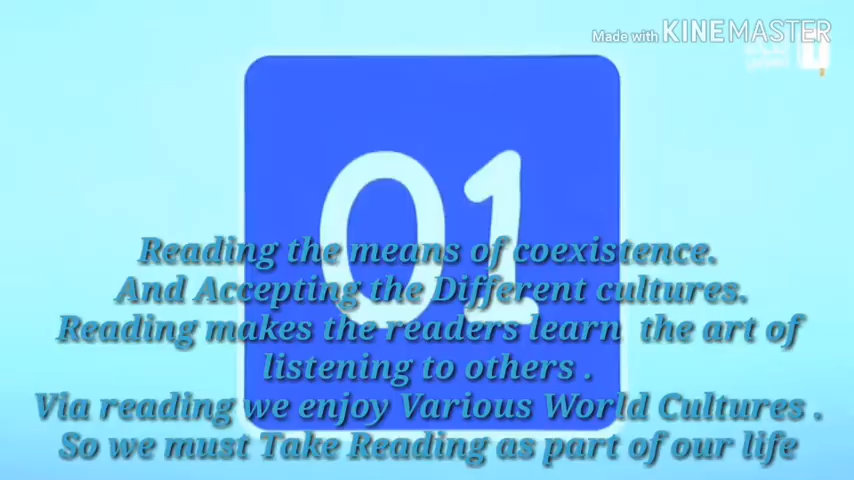 Made with KINEMASTER
01
Reading the means of coexistence.
And Accepting the Different cultures.
Reading makes the readers learn the art of
listening to others .
Via reading we enjoy Various World Cultures .
So we must Take Reading as part of our life